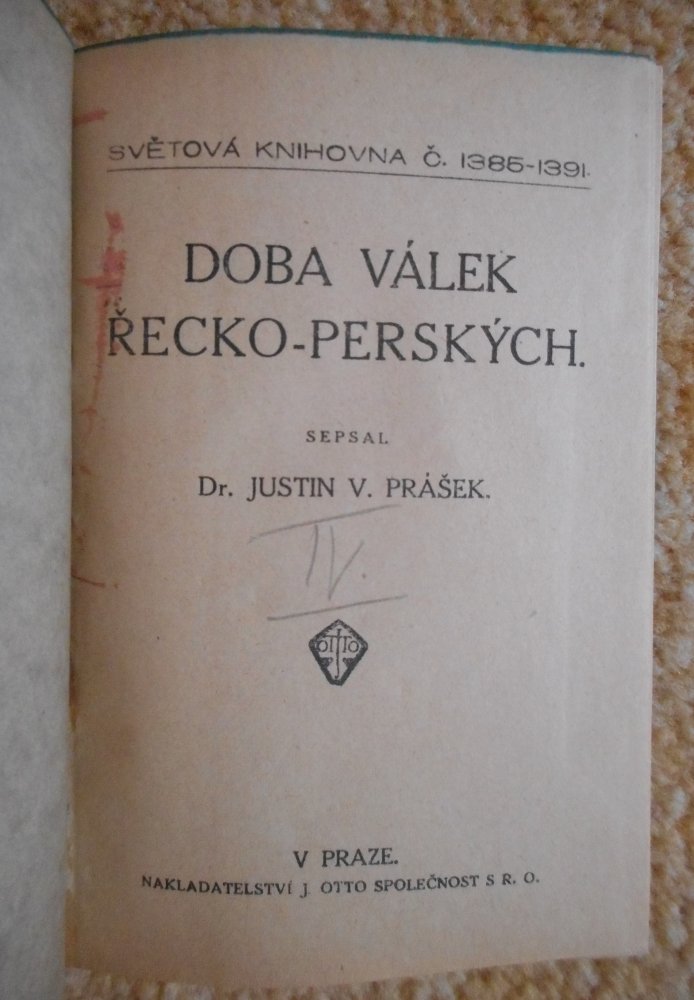 SVĚTOVÁ KNIHOVNA Č. 1385-1391.
DOBA VÁLEK
ŘECKO-PERSKÝCH.
SEPSAL
Dr. JUSTIN V. PRÁŠEK.
IV.
OTTO
V PRAZE.
NAKLADATELSTVÍ J. OTTO SPOLEČNOST S R. O.